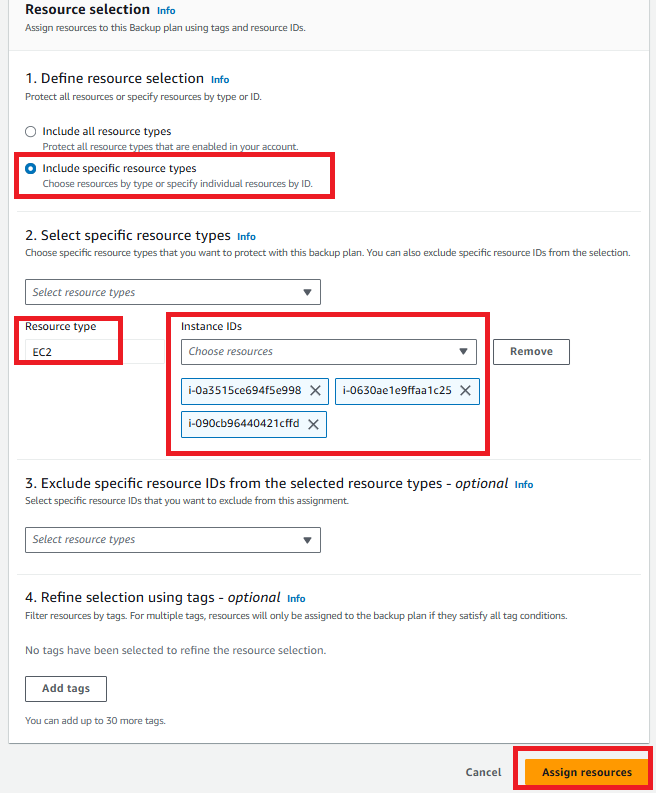 Resource selection Info
Assign resources to this Backup plan using tags and resource IDs.
1. Define resource selection Info
Protect all resources or specify resources by type or ID.
Include all resource types
Protect all resource types that are enabled in your account.
Include specific resource types
Choose resources by type or specify individual resources by ID.
2. Select specific resource types Info
Choose specific resource types that you want to protect with this backup plan. You can also exclude specific resource IDs from the selection.
Select resource types
Resource type Instance IDs
EC2 Choose resources Remove
i-0a3515ce694f5e998 i-0630ae1e9ffaa1c25
i-090cb96440421cffd
3. Exclude specific resource IDs from the selected resource types - optional Info
Select specific resource IDs that you want to exclude from this assignment.
Select resource types
4. Refine selection using tags - optional Info
Filter resources by tags. For multiple tags, resources will only be assigned to the backup plan if they satisfy all tag conditions.
No tags have been selected to refine the resource selection.
Add tags
You can add up to 30 more tags.
Cancel Assign resources